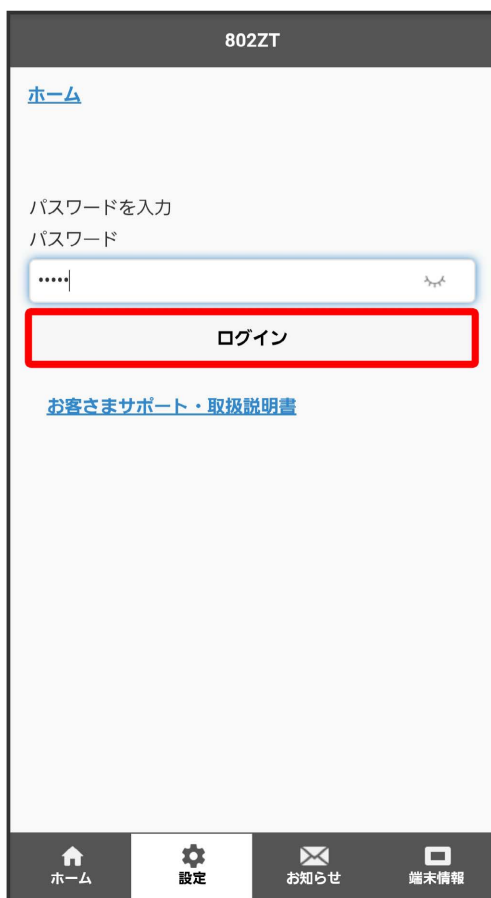 802ZT
ホーム
パスワードを入力
パスワード
•••••
ログイン
お客さまサポート・取扱説明書
ホーム
設定
お知らせ
端末情報